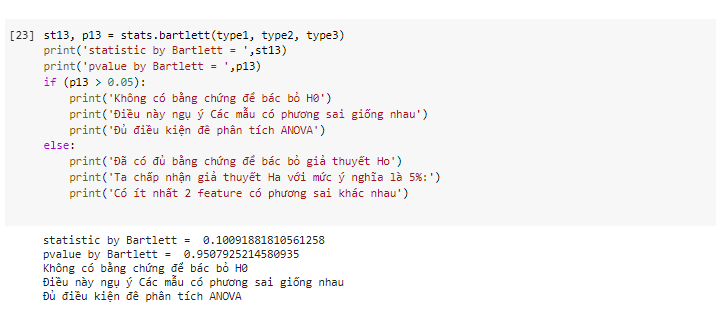 [23] st13, p13 = stats.bartlett(type1, type2, type3)
print('statistic by Bartlett = ',st13)
print('pvalue by Bartlett = ',p13)
if (p13 > 0.05):
    print('Không có bằng chứng để bác bỏ H0')
    print('Điều này ngụ ý Các mẫu có phương sai giống nhau')
    print('Đủ điều kiện đê phân tích ANOVA')
else:
    print('Đã có đủ bằng chứng để bác bỏ giả thuyết Ho')
    print('Ta chấp nhận giả thuyết Ha với mức ý nghĩa là 5%:')
    print('Có ít nhất 2 feature có phương sai khác nhau')
statistic by Bartlett =  0.10091881810561258
pvalue by Bartlett =  0.9507925214580935
Không có bằng chứng để bác bỏ H0
Điều này ngụ ý Các mẫu có phương sai giống nhau
Đủ điều kiện đê phân tích ANOVA